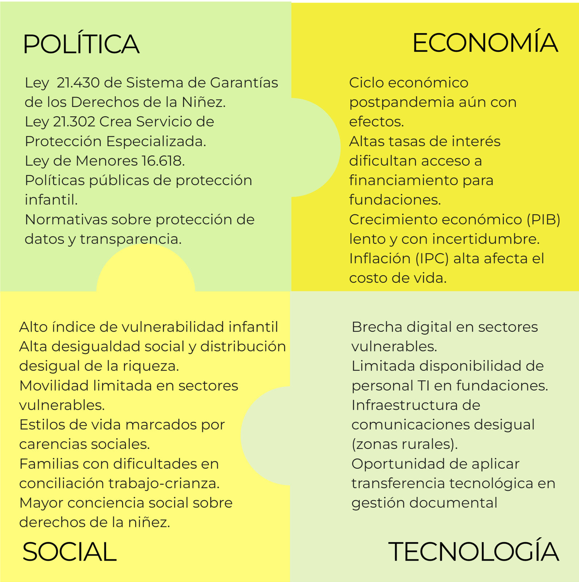 POLÍTICA
Ley 21.430 de Sistema de Garantías
de los Derechos de la Niñez.
Ley 21.302 Crea Servicio de
Protección Especializada.
Ley de Menores 16.618.
Políticas públicas de protección
infantil.
Normativas sobre protección de
datos y transparencia.
ECONOMÍA
Ciclo económico
postpandemia aún con
efectos.
Altas tasas de interés
dificultan acceso a
financiamiento para
fundaciones.
Crecimiento económico (PIB)
lento y con incertidumbre.
Inflación (IPC) alta afecta el
costo de vida.
Alto índice de vulnerabilidad infantil
Alta desigualdad social y distribución
desigual de la riqueza.
Movilidad limitada en sectores
vulnerables.
Estilos de vida marcados por
carencias sociales.
Familias con dificultades en
conciliación trabajo-crianza.
Mayor conciencia social sobre
derechos de la niñez.
SOCIAL
Brecha digital en sectores
vulnerables.
Limitada disponibilidad de
personal TI en fundaciones.
Infraestructura de
comunicaciones desigual
(zonas rurales).
Oportunidad de aplicar
transferencia tecnológica en
gestión documental
TECNOLOGÍA